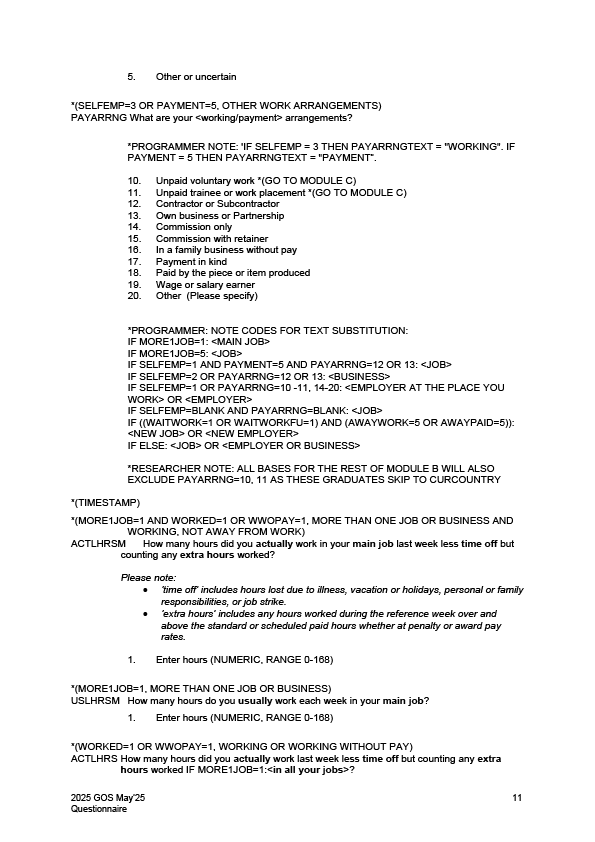 5. Other or uncertain
*(SELFEMP=3 OR PAYMENT=5, OTHER WORK ARRANGEMENTS)
PAYARRNG What are your <working/payment> arrangements?
*PROGRAMMER NOTE: 'IF SELFEMP = 3 THEN PAYARRNGTEXT = "WORKING". IF
PAYMENT = 5 THEN PAYARRNGTEXT = "PAYMENT".
10. Unpaid voluntary work *(GO TO MODULE C)
11. Unpaid trainee or work placement *(GO TO MODULE C)
12. Contractor or Subcontractor
13. Own business or Partnership
14. Commission only
15. Commission with retainer
16. In a family business without pay
17. Payment in kind
18. Paid by the piece or item produced
19. Wage or salary earner
20. Other (Please specify)
*PROGRAMMER: NOTE CODES FOR TEXT SUBSTITUTION:
IF MORE1JOB=1: <MAIN JOB>
IF MORE1JOB=5: <JOB>
IF SELFEMP=1 AND PAYMENT=5 AND PAYARRNG=12 OR 13: <JOB>
IF SELFEMP=2 OR PAYARRNG=12 OR 13: <BUSINESS>
IF SELFEMP=1 OR PAYARRNG=10 -11, 14-20: <EMPLOYER AT THE PLACE YOU
WORK> OR <EMPLOYER>
IF SELFEMP=BLANK AND PAYARRNG=BLANK: <JOB>
IF ((WAITWORK=1 OR WAITWORKFU=1) AND (AWAYWORK=5 OR AWAYPAID=5)):
<NEW JOB> OR <NEW EMPLOYER>
IF ELSE: <JOB> OR <EMPLOYER OR BUSINESS>
*RESEARCHER NOTE: ALL BASES FOR THE REST OF MODULE B WILL ALSO
EXCLUDE PAYARRNG=10, 11 AS THESE GRADUATES SKIP TO CURCOUNTRY
*(TIMESTAMP)
*(MORE1JOB=1 AND WORKED=1 OR WWOPAY=1, MORE THAN ONE JOB OR BUSINESS AND
WORKING, NOT AWAY FROM WORK)
ACTLHRSM How many hours did you actually work in your main job last week less time off but
counting any extra hours worked?
Please note:
• 'time off' includes hours lost due to illness, vacation or holidays, personal or family
responsibilities, or job strike.
• 'extra hours' includes any hours worked during the reference week over and
above the standard or scheduled paid hours whether at penalty or award pay
rates.
1. Enter hours (NUMERIC, RANGE 0-168)
*(MORE1JOB=1, MORE THAN ONE JOB OR BUSINESS)
USLHRSM How many hours do you usually work each week in your main job?
1. Enter hours (NUMERIC, RANGE 0-168)
*(WORKED=1 OR WWOPAY=1, WORKING OR WORKING WITHOUT PAY)
ACTLHRS How many hours did you actually work last week less time off but counting any extra
hours worked IF MORE1JOB=1:<in all your jobs>?
2025 GOS May'25 11
Questionnaire